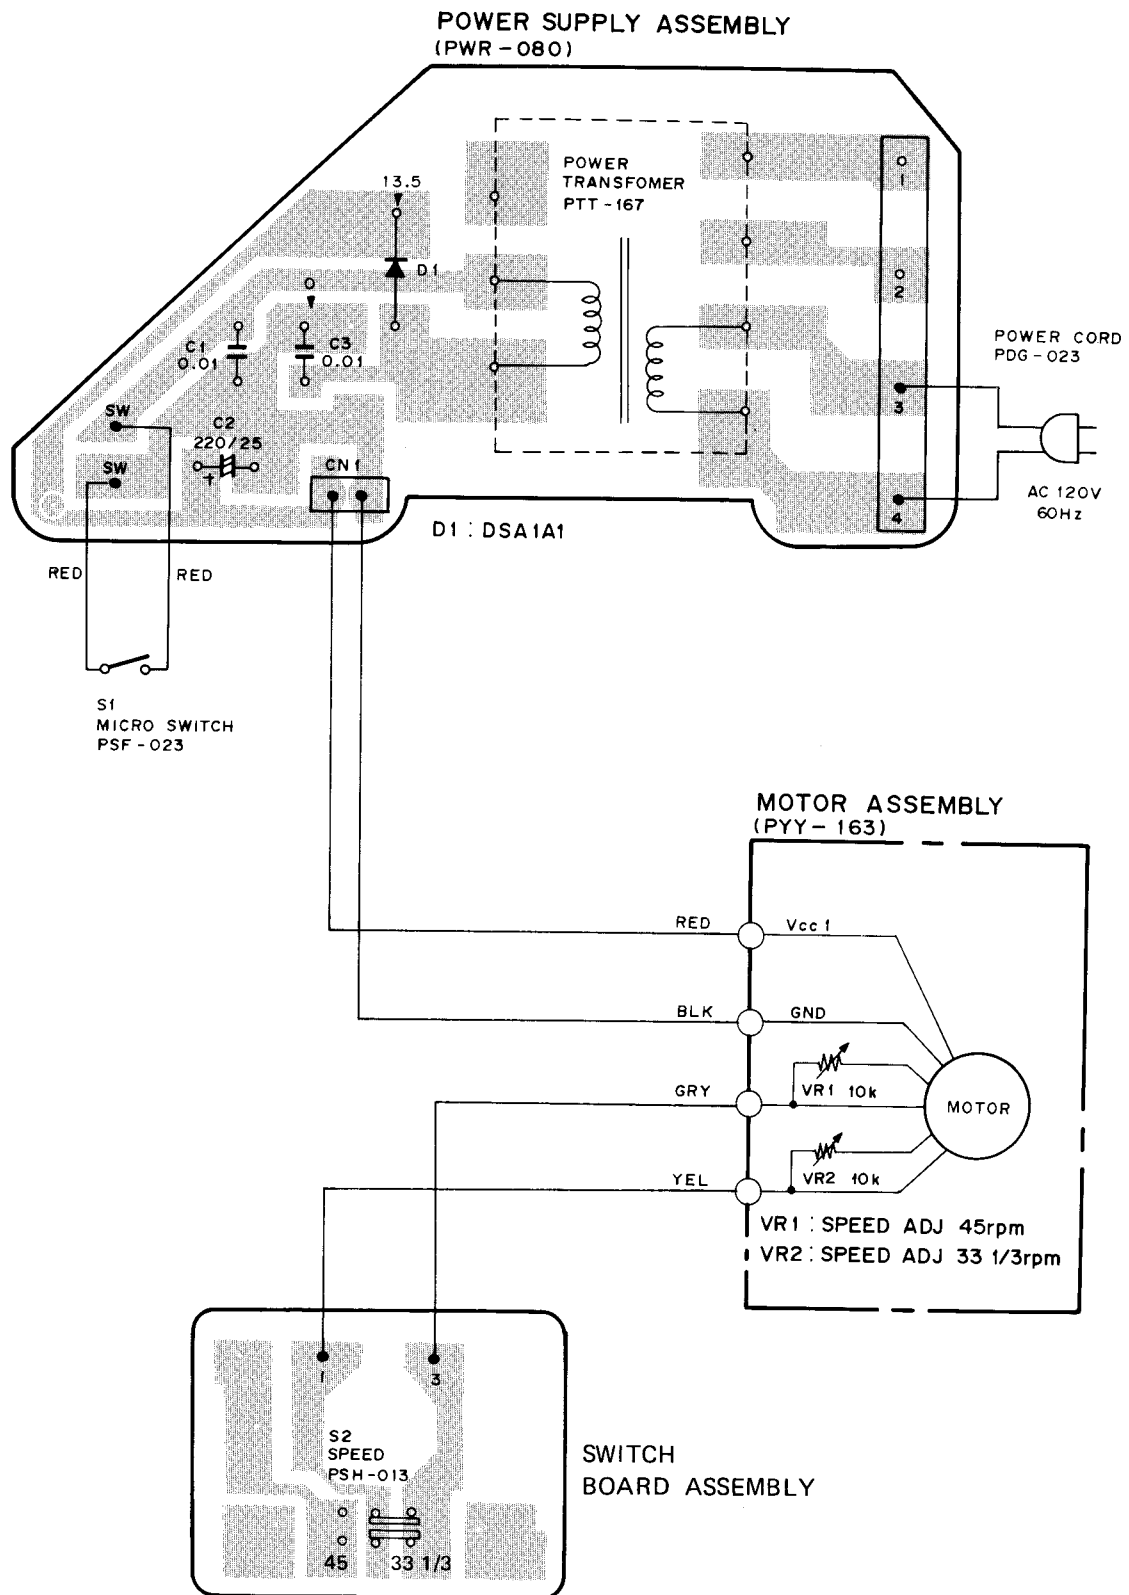 POWER SUPPLY ASSEMBLY
(PWR-080)
POWER
TRANSFOMER
PTT-167
13.5
D1
0
1
2
3
4
C1
0.01
C3
0.01
POWER CORD
PDG-023
SW
C2
220/25
+
SW
CN1
AC 120V
60Hz
D1 : DSA1A1
RED
RED
S1
MICRO SWITCH
PSF-023
MOTOR ASSEMBLY
(PYY-163)
RED
Vcc 1
BLK
GND
GRY
VR1 10k
MOTOR
YEL
VR2 10k
VR1 : SPEED ADJ 45rpm
VR2 : SPEED ADJ 33 1/3rpm
1
3
S2
SPEED
PSH-013
SWITCH
BOARD ASSEMBLY
45
33 1/3